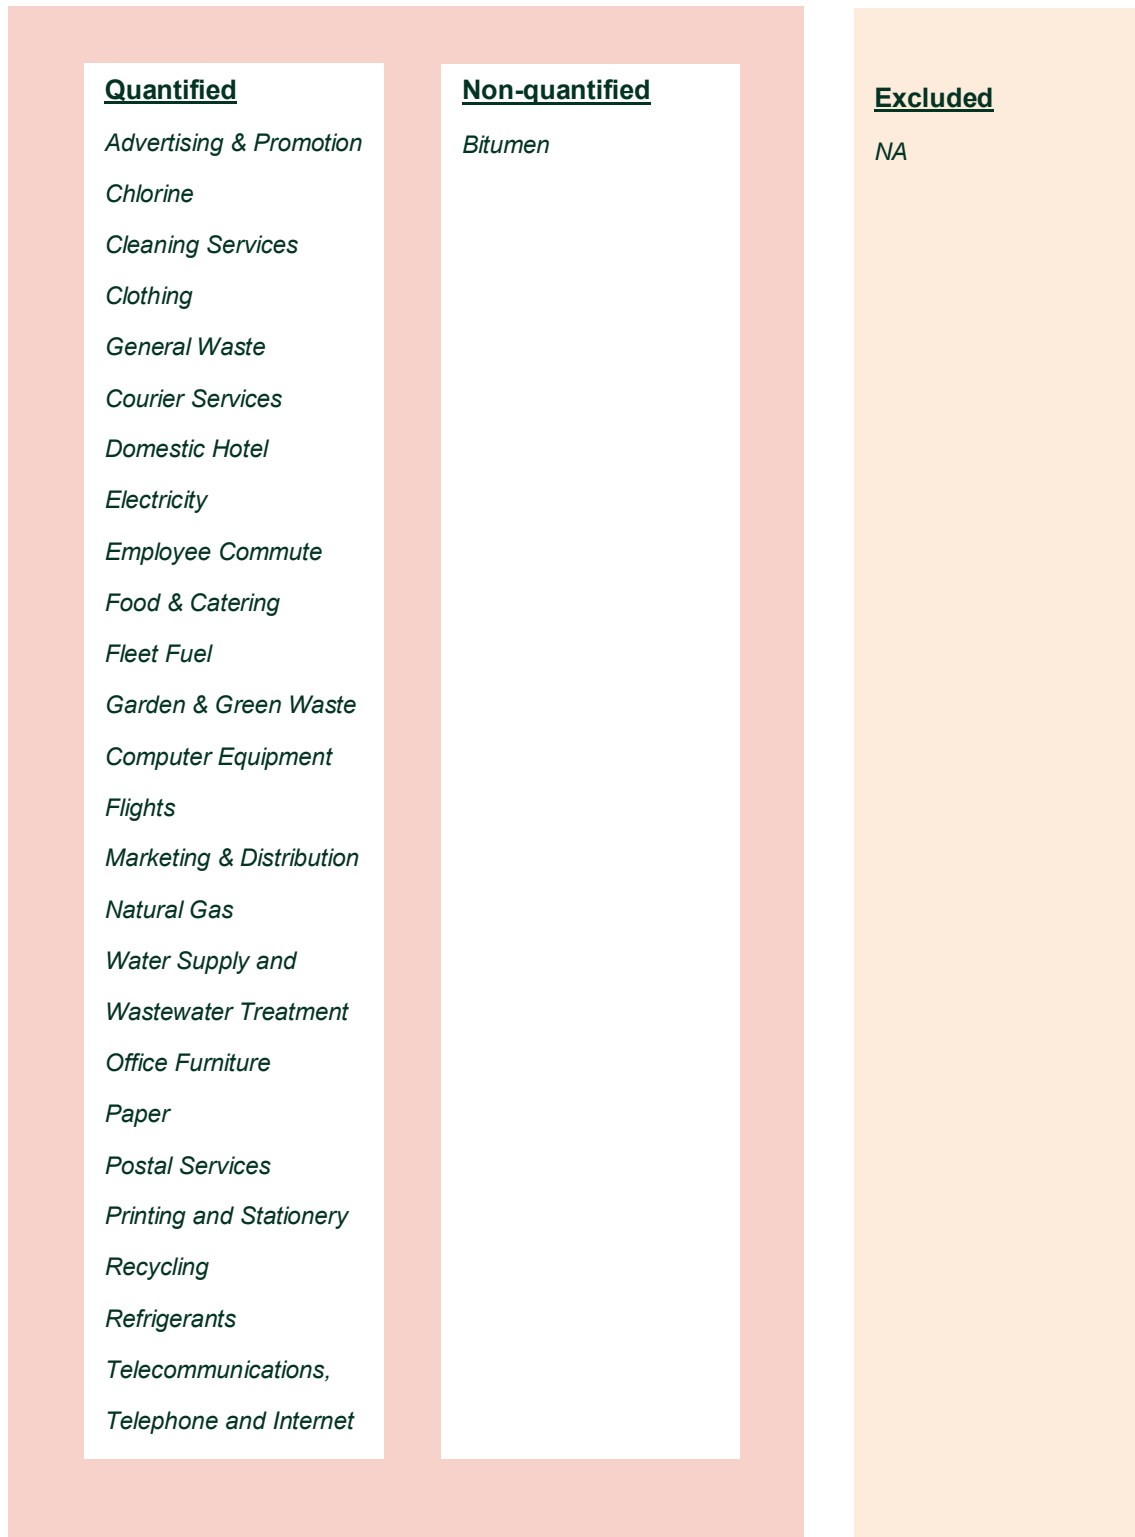 Quantified
Advertising & Promotion
Chlorine
Cleaning Services
Clothing
General Waste
Courier Services
Domestic Hotel
Electricity
Employee Commute
Food & Catering
Fleet Fuel
Garden & Green Waste
Computer Equipment
Flights
Marketing & Distribution
Natural Gas
Water Supply and
Wastewater Treatment
Office Furniture
Paper
Postal Services
Printing and Stationery
Recycling
Refrigerants
Telecommunications,
Telephone and Internet
Non-quantified
Bitumen
Excluded
NA